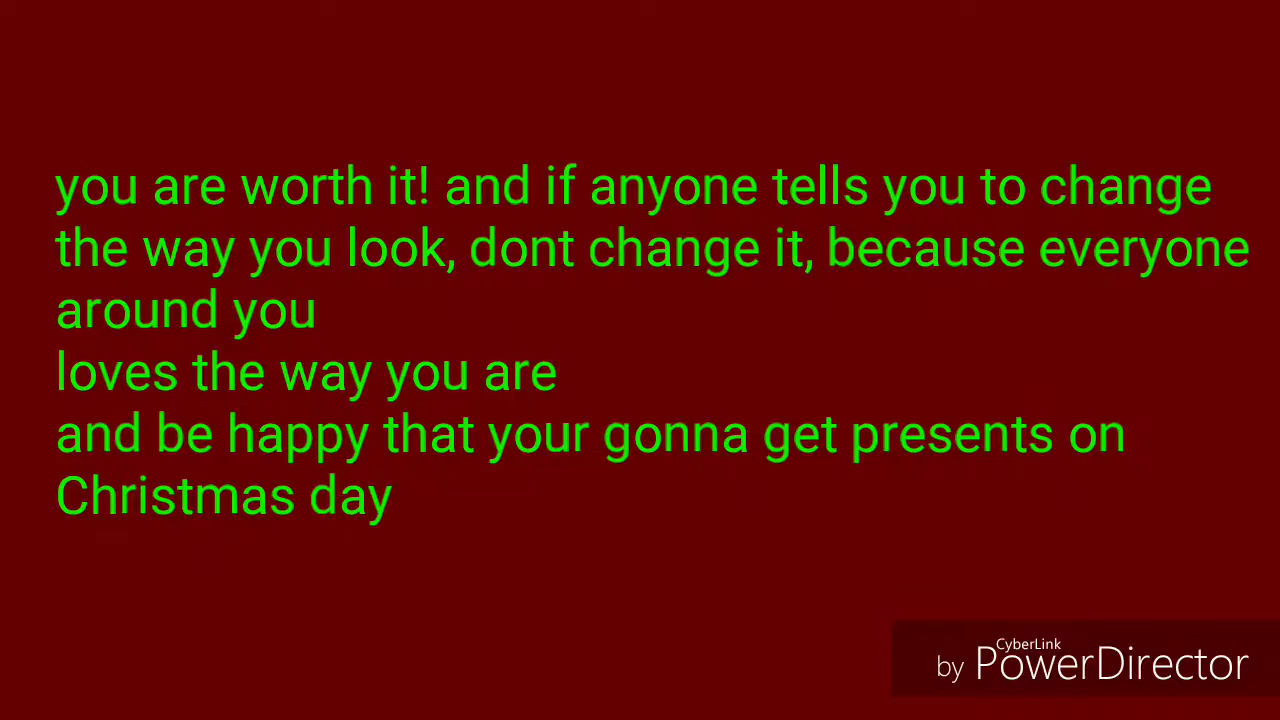 you are worth it! and if anyone tells you to change
the way you look, dont change it, because everyone
around you
loves the way you are
and be happy that your gonna get presents on
Christmas day
CyberLink
by PowerDirector